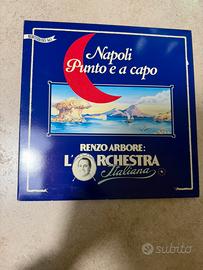 Napoli
Punto e a capo
RENZO ARBORE:
L'ORCHESTRA
Italiana
subito